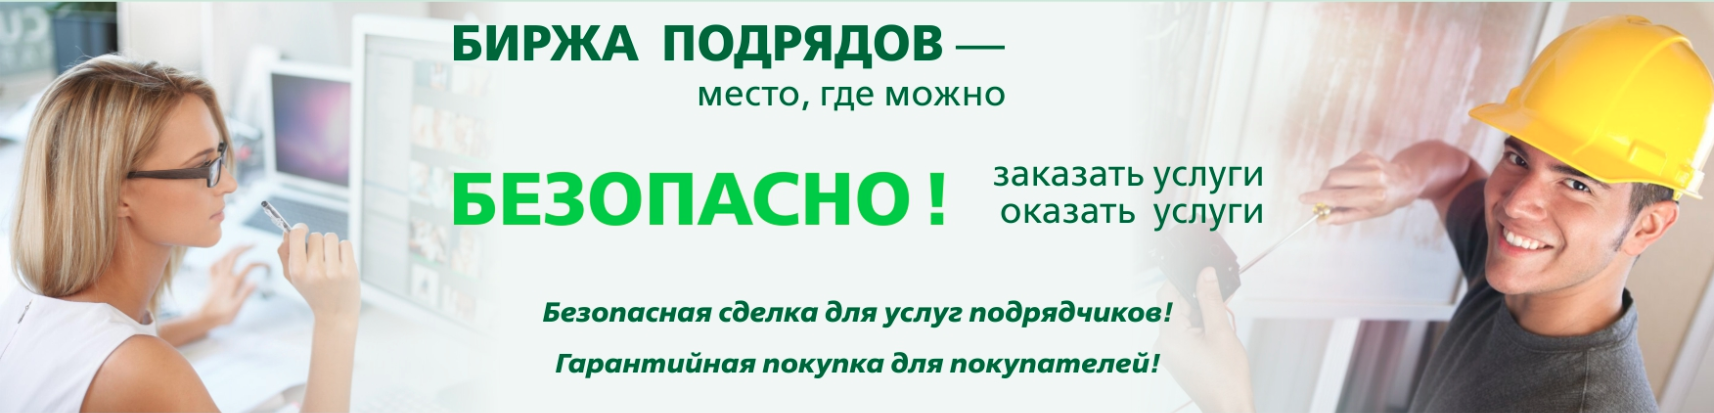 БИРЖА ПОДРЯДОВ —
место, где можно
БЕЗОПАСНО !
заказать услуги
оказать услуги
Безопасная сделка для услуг подрядчиков!
Гарантийная покупка для покупателей!